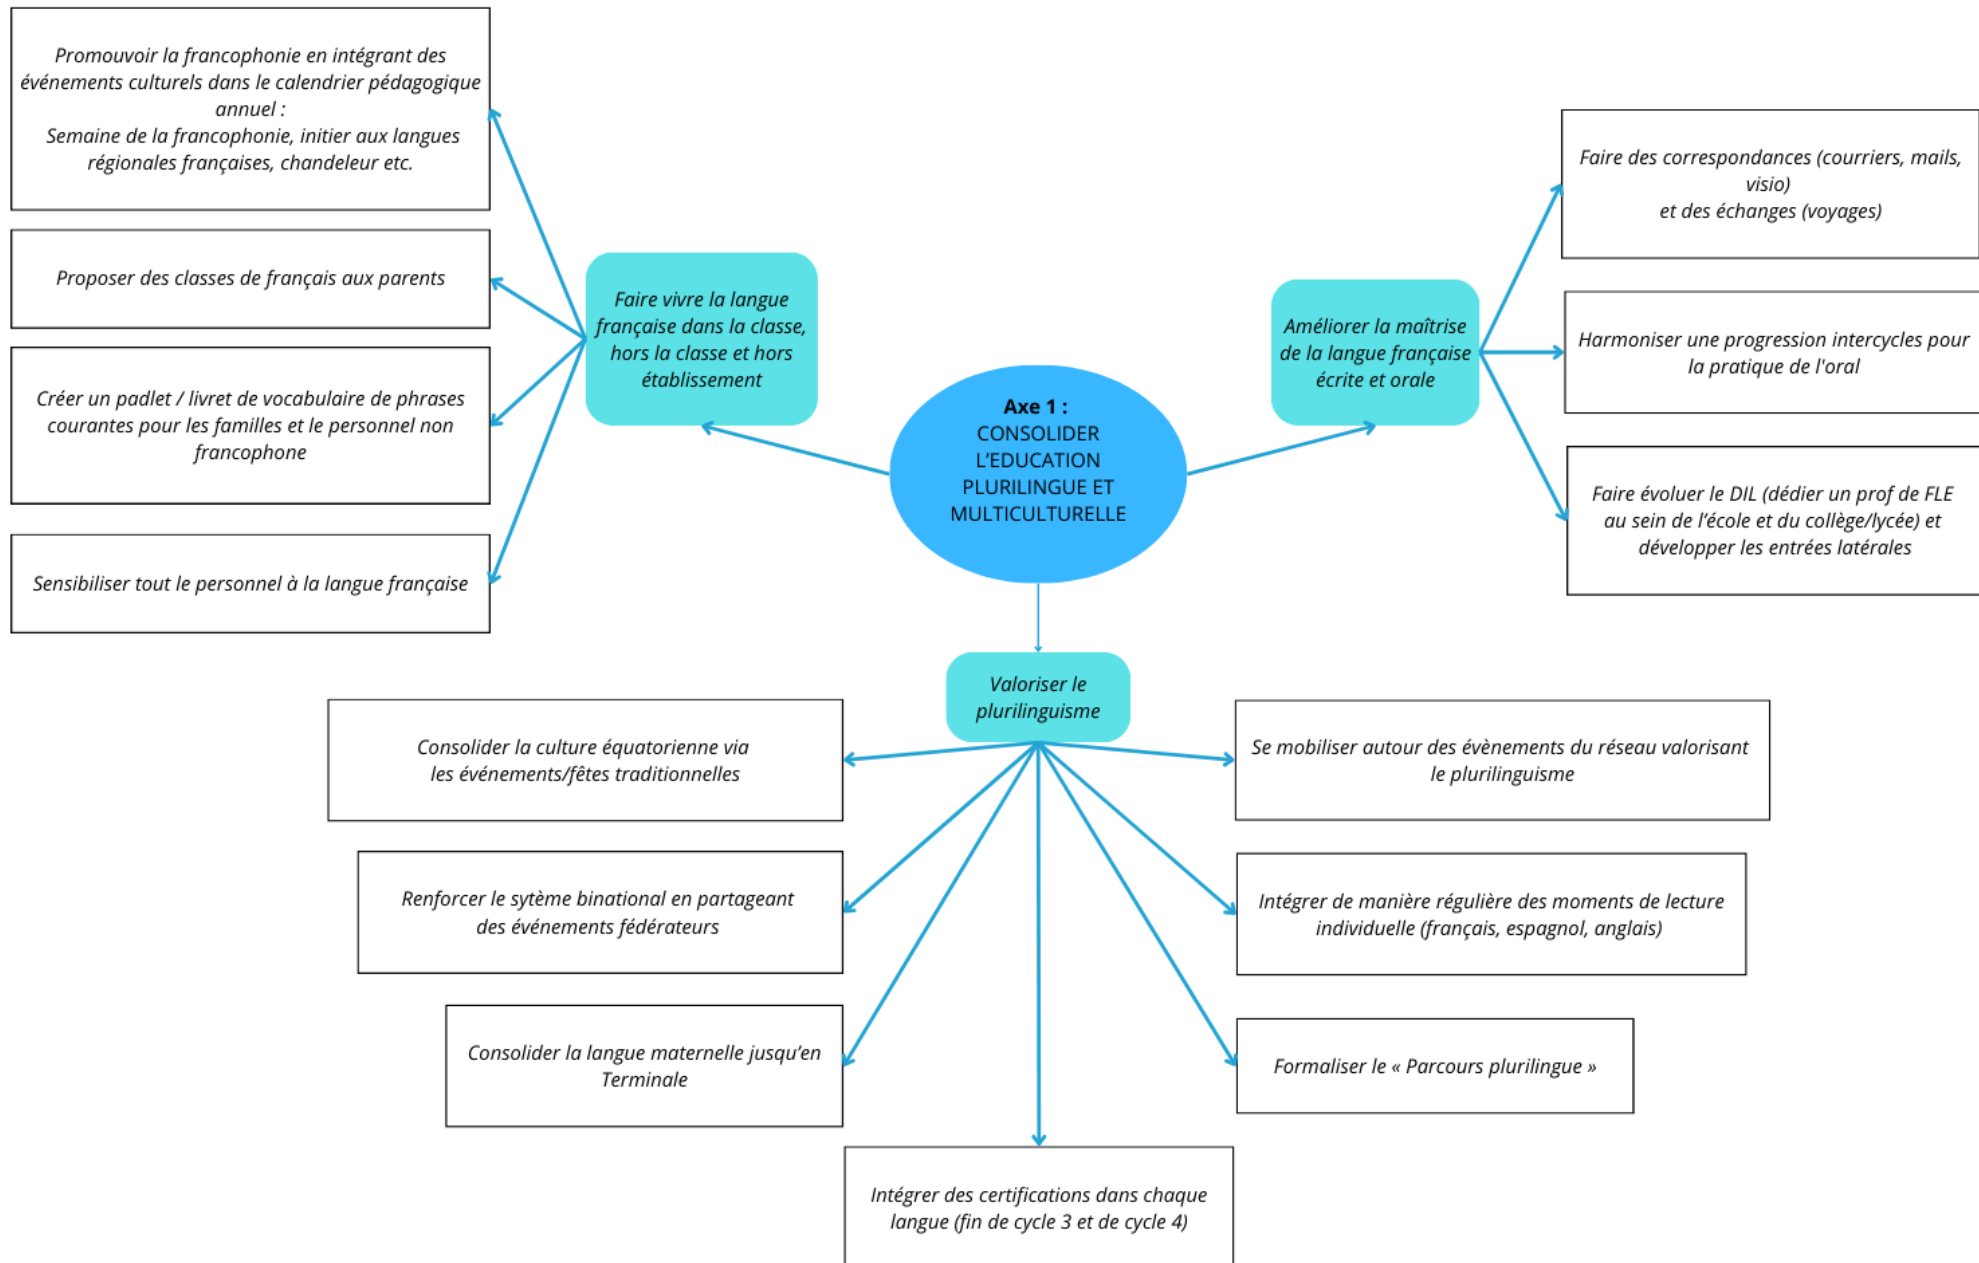 Promouvoir la francophonie en intégrant des
événements culturels dans le calendrier pédagogique
annuel :
Semaine de la francophonie, initier aux langues
régionales françaises, chandeleur etc.
Proposer des classes de français aux parents
Créer un padlet / livret de vocabulaire de phrases
courantes pour les familles et le personnel non
francophone
Sensibiliser tout le personnel à la langue française
Faire vivre la langue
française dans la classe,
hors la classe et hors
établissement
Axe 1 :
CONSOLIDER
L’EDUCATION
PLURILINGUE ET
MULTICULTURELLE
Améliorer la maîtrise
de la langue française
écrite et orale
Faire des correspondances (courriers, mails,
visio)
et des échanges (voyages)
Harmoniser une progression intercycles pour
la pratique de l'oral
Faire évoluer le DIL (dédier un prof de FLE
au sein de l’école et du collège/lycée) et
développer les entrées latérales
Valoriser le
plurilinguisme
Consolider la culture équatorienne via
les événements/fêtes traditionnelles
Renforcer le sytème binational en partageant
des événements fédérateurs
Consolider la langue maternelle jusqu’en
Terminale
Intégrer des certifications dans chaque
langue (fin de cycle 3 et de cycle 4)
Se mobiliser autour des évènements du réseau valorisant
le plurilinguisme
Intégrer de manière régulière des moments de lecture
individuelle (français, espagnol, anglais)
Formaliser le « Parcours plurilingue »